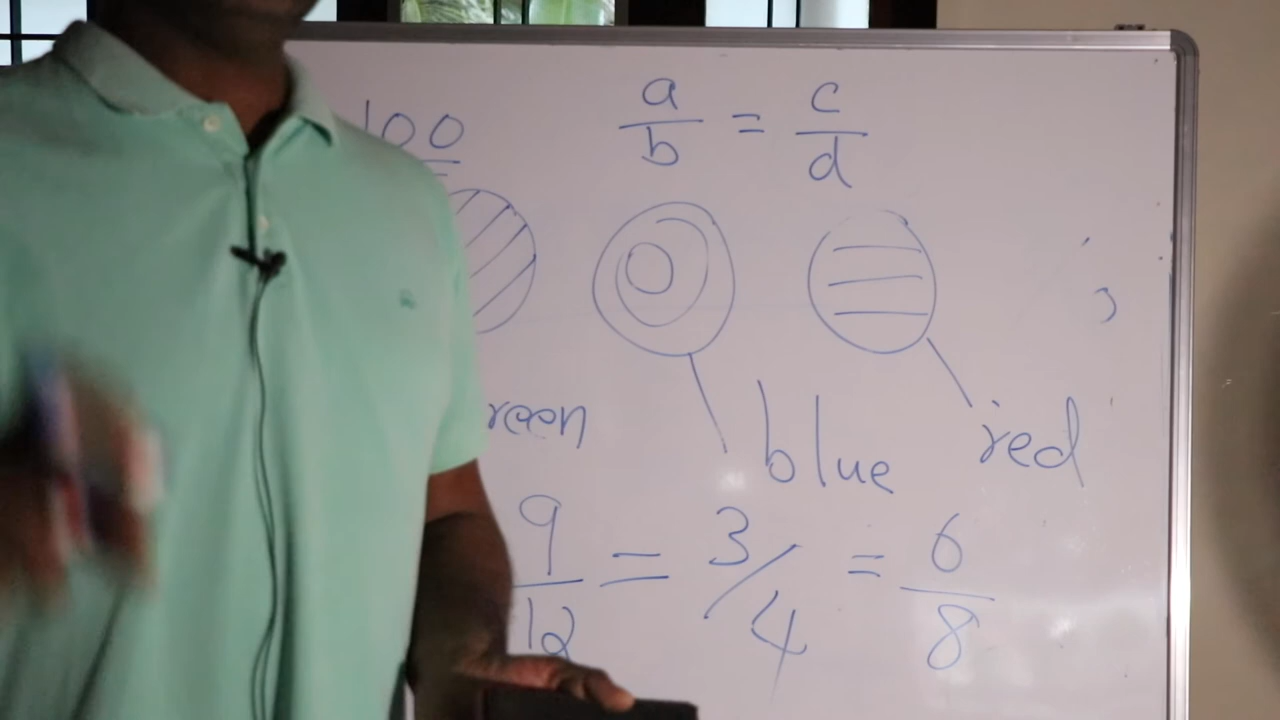 100
a/b = c/d
reen
blue
red
9/12 = 3/4 = 6/8